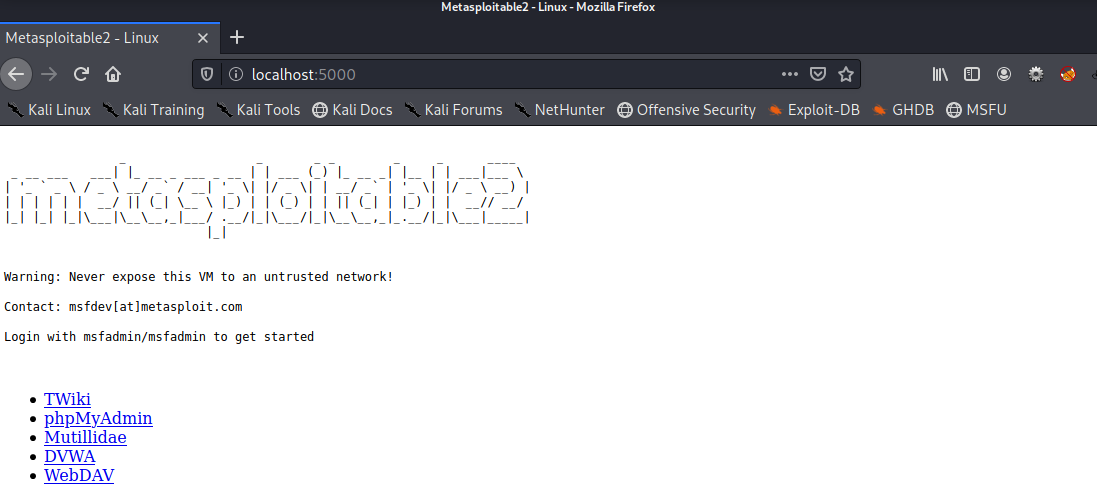 Metasploitable2 - Linux - Mozilla Firefox
Metasploitable2 - Linux
localhost:5000
Kali Linux Kali Training Kali Tools Kali Docs Kali Forums NetHunter Offensive Security Exploit-DB GHDB MSFU
metasploitable2
Warning: Never expose this VM to an untrusted network!
Contact: msfdev[at]metasploit.com
Login with msfadmin/msfadmin to get started
TWiki
phpMyAdmin
Mutillidae
DVWA
WebDAV